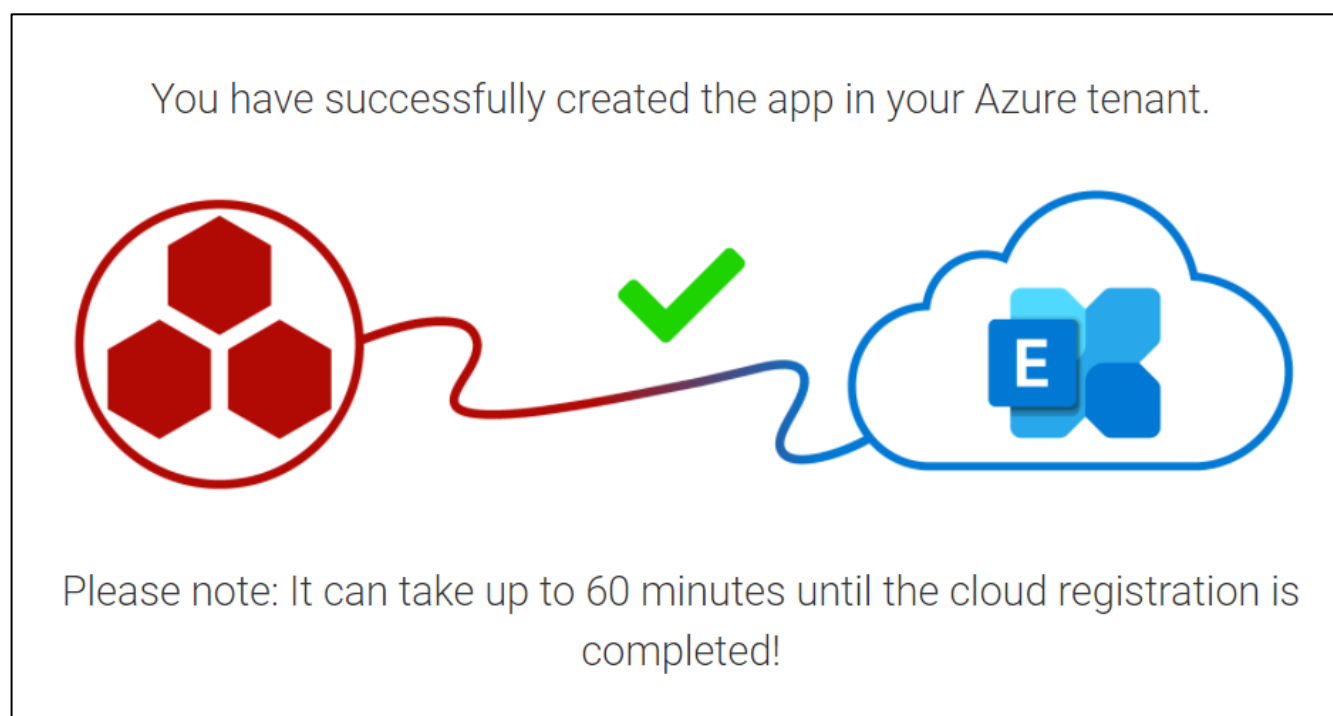 You have successfully created the app in your Azure tenant.
E
Please note: It can take up to 60 minutes until the cloud registration is
completed!